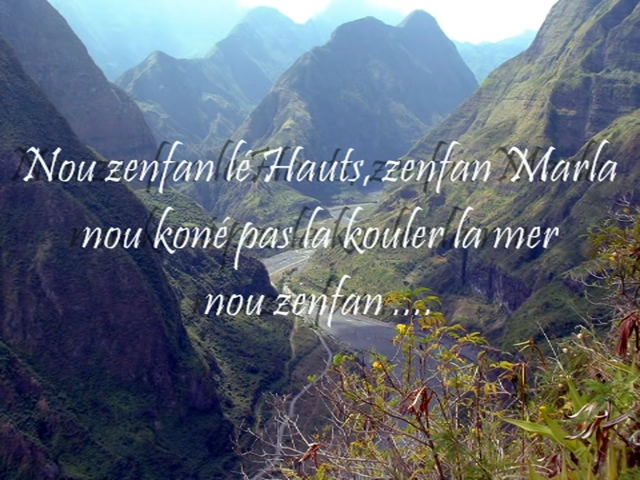 Nou zenfan lé Hauts, zenfan Marla
nou koné pas la kouler la mer
nou zenfan ....